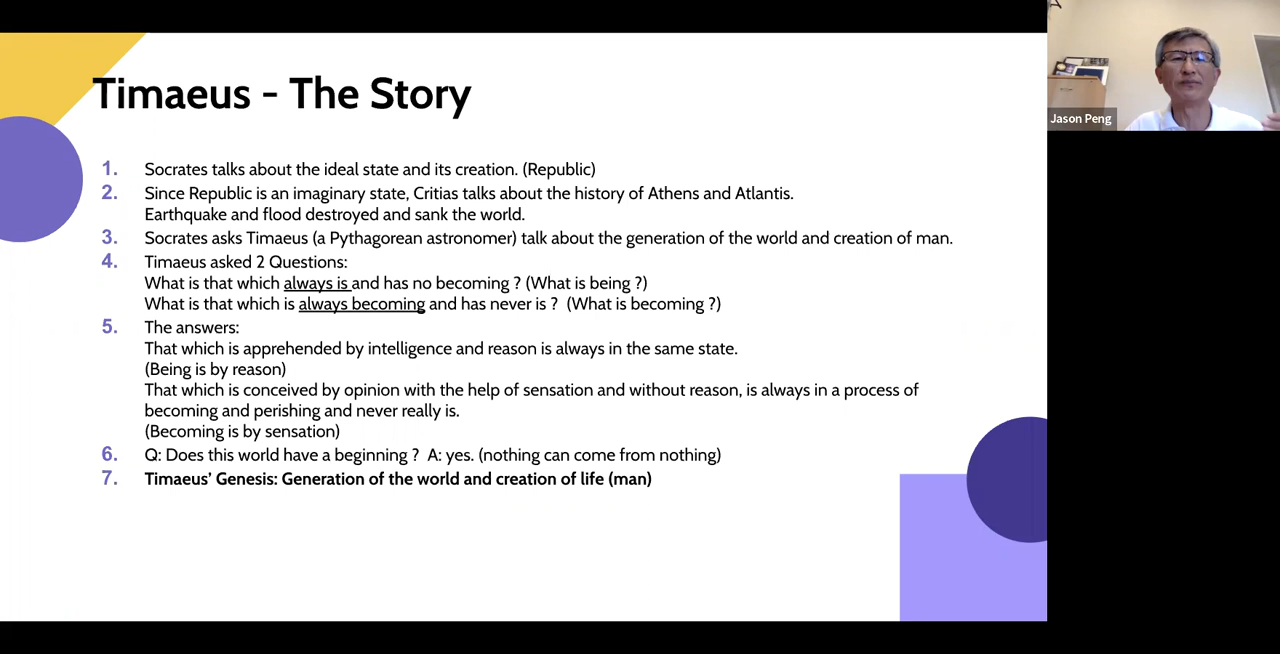 Timaeus - The Story
1. Socrates talks about the ideal state and its creation. (Republic)
2. Since Republic is an imaginary state, Critias talks about the history of Athens and Atlantis.
Earthquake and flood destroyed and sank the world.
3. Socrates asks Timaeus (a Pythagorean astronomer) talk about the generation of the world and creation of man.
4. Timaeus asked 2 Questions:
What is that which always is and has no becoming ? (What is being ?)
What is that which is always becoming and has never is ? (What is becoming ?)
5. The answers:
That which is apprehended by intelligence and reason is always in the same state.
(Being is by reason)
That which is conceived by opinion with the help of sensation and without reason, is always in a process of
becoming and perishing and never really is.
(Becoming is by sensation)
6. Q: Does this world have a beginning ? A: yes. (nothing can come from nothing)
7. Timaeus' Genesis: Generation of the world and creation of life (man)
Jason Peng